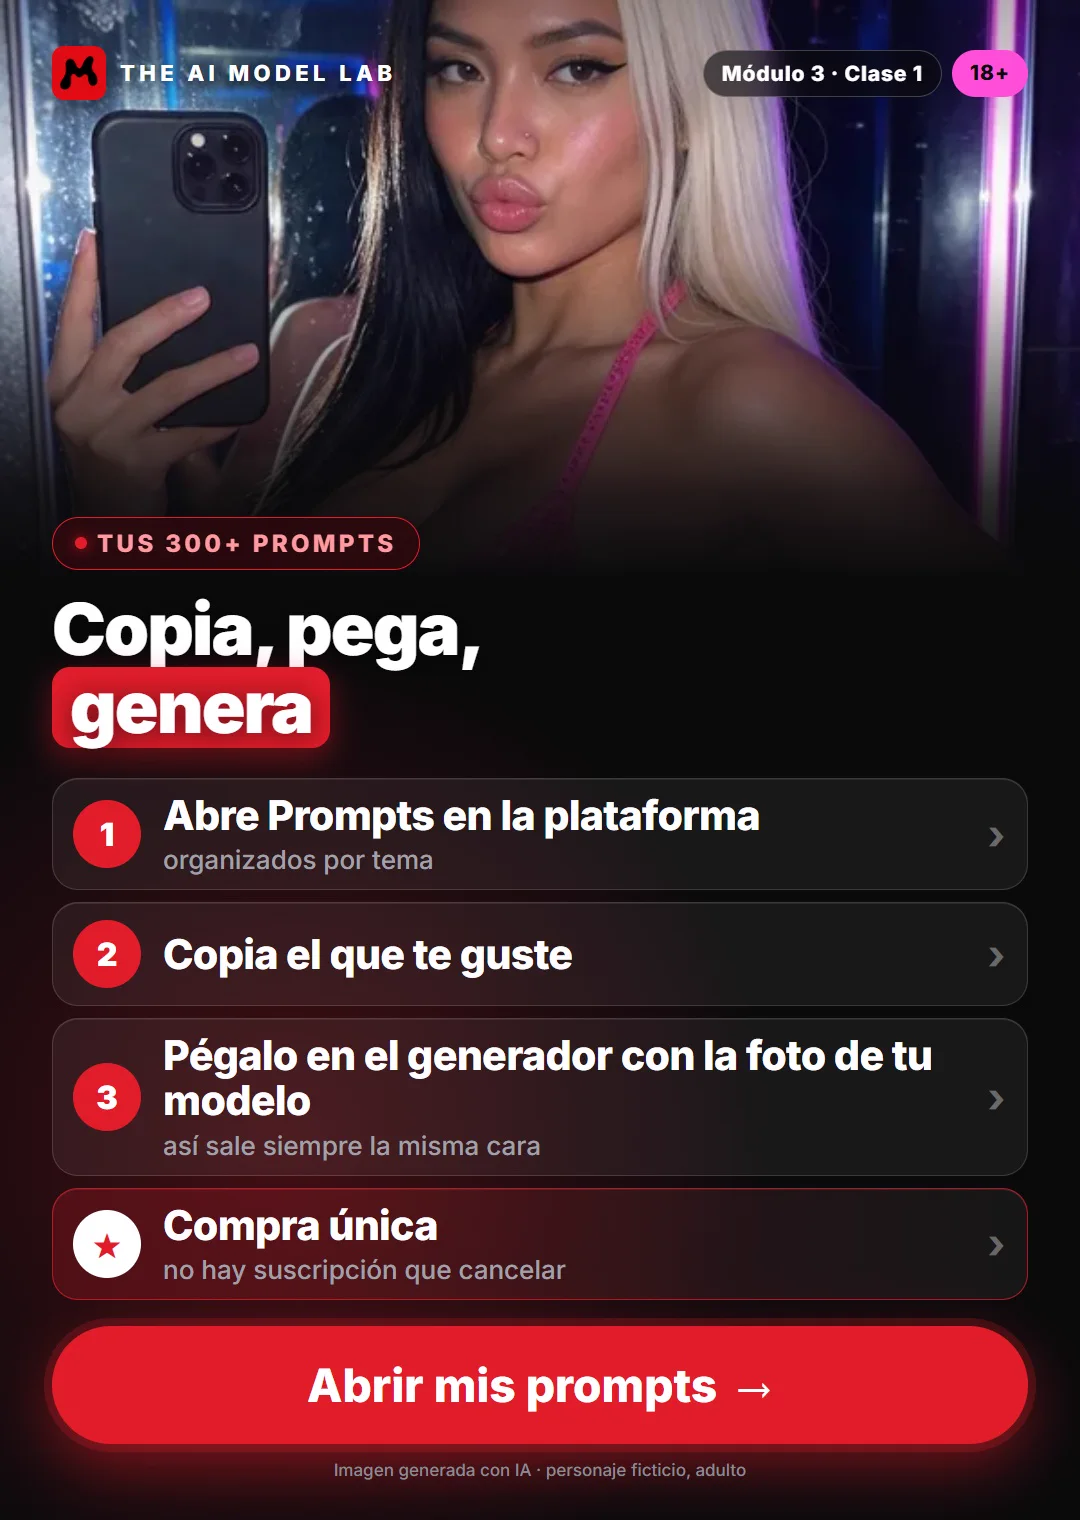 THE AI MODEL LAB
Módulo 3 · Clase 1
18+
TUS 300+ PROMPTS
Copia, pega,
genera
1
Abre Prompts en la plataforma
organizados por tema
2
Copia el que te guste
3
Pégalo en el generador con la foto de tu
modelo
así sale siempre la misma cara
Compra única
no hay suscripción que cancelar
Abrir mis prompts →
Imagen generada con IA · personaje ficticio, adulto